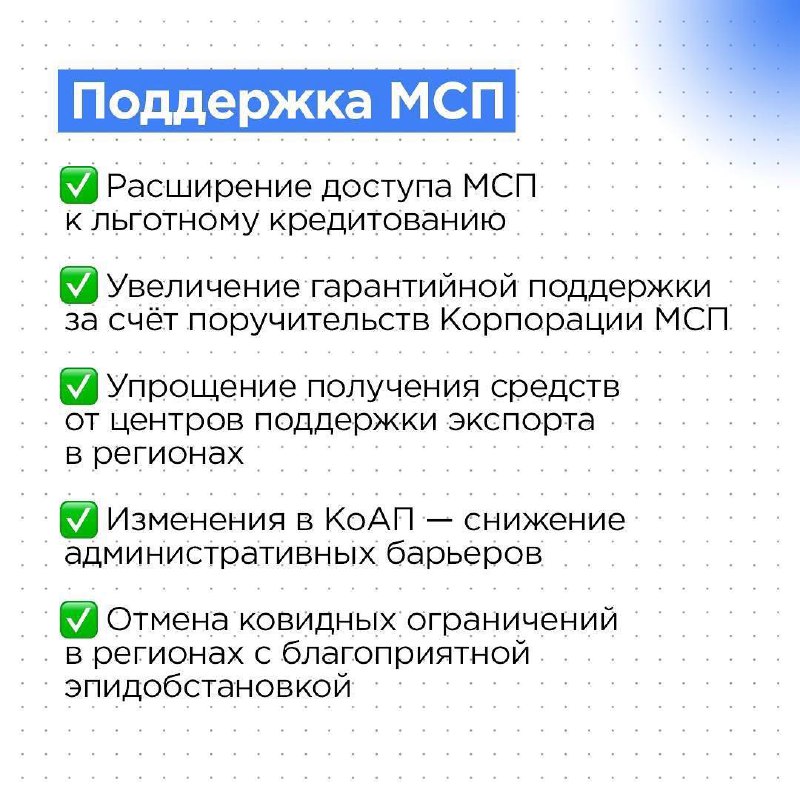 Поддержка МСП
✅ Расширение доступа МСП
к льготному кредитованию
✅ Увеличение гарантийной поддержки
за счёт поручительств Корпорации МСП
✅ Упрощение получения средств
от центров поддержки экспорта
в регионах
✅ Изменения в КоАП — снижение
административных барьеров
✅ Отмена ковидных ограничений
в регионах с благоприятной
эпидобстановкой